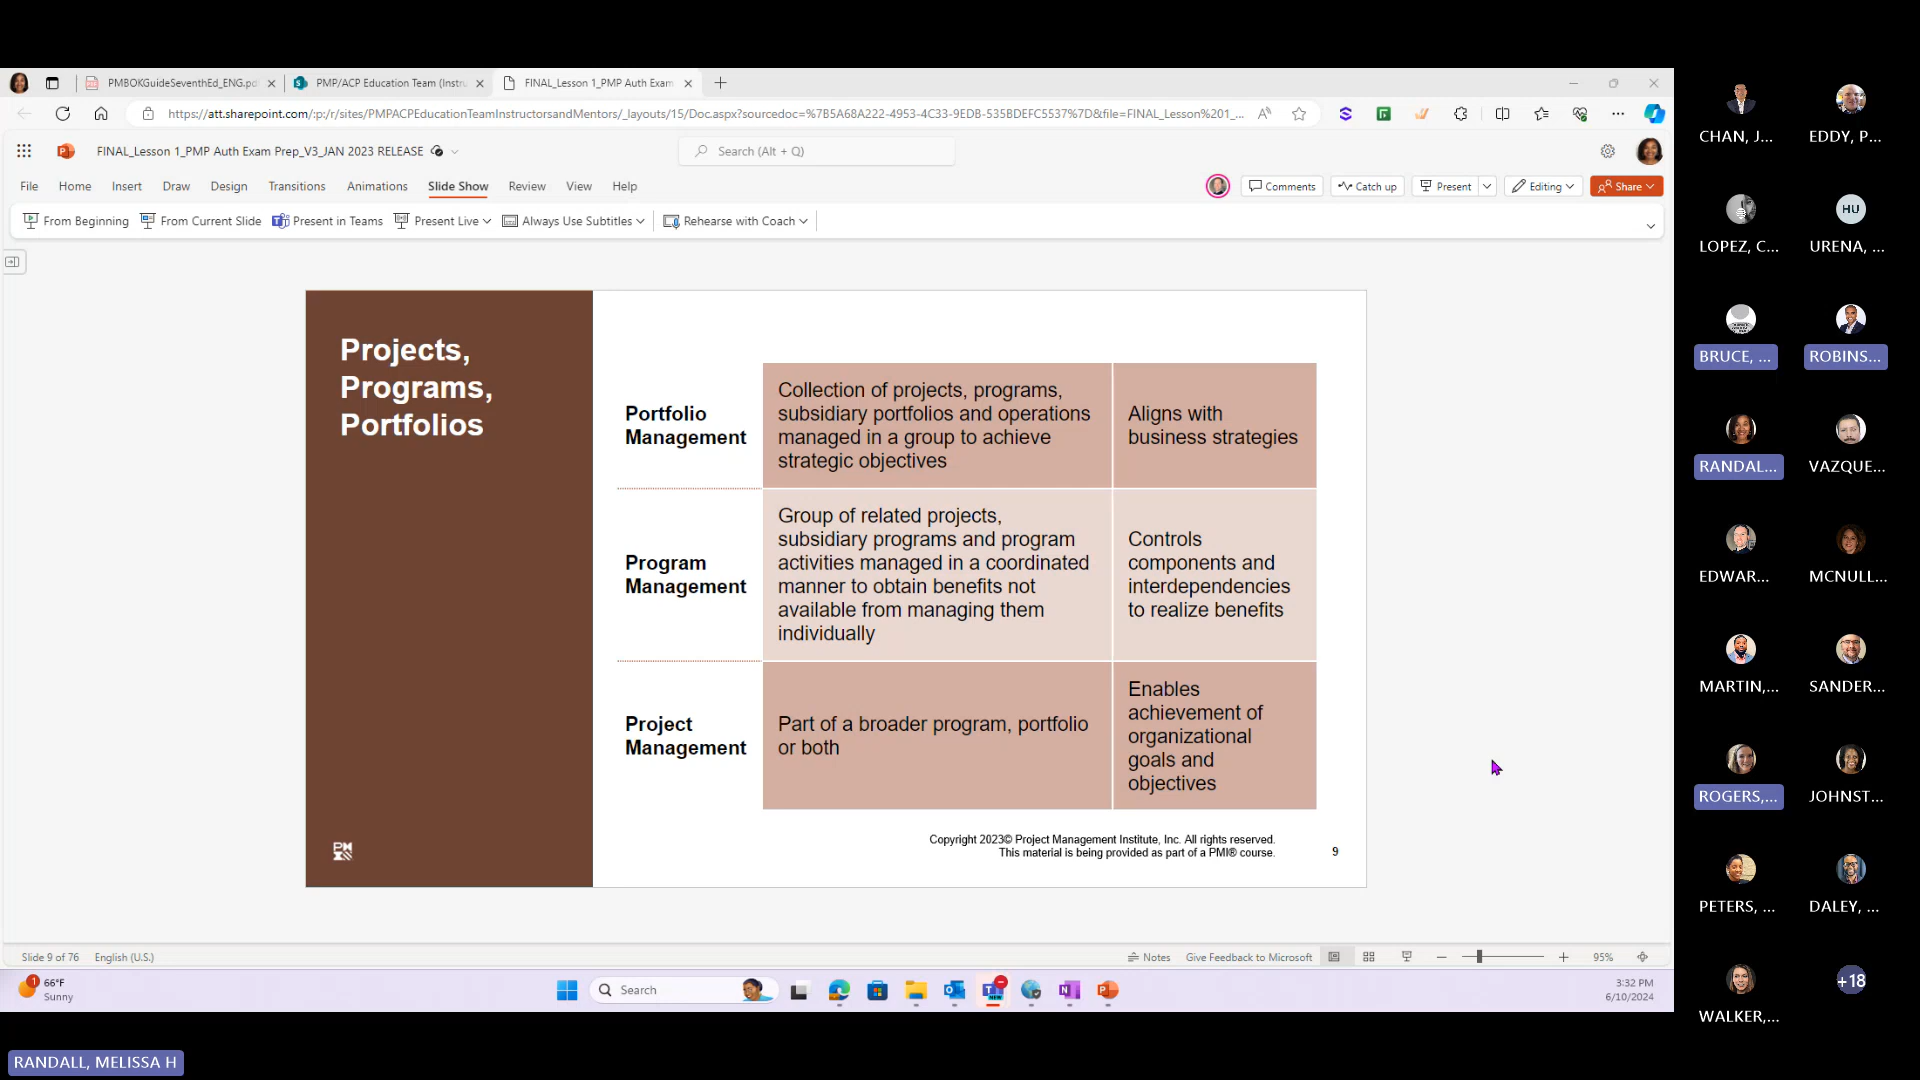 PMBOKGuideSeventhEd_ENG.pd
PMP/ACP Education Team (Instru
FINAL_Lesson 1_PMP Auth Exam
https://att.sharepoint.com/:p:/r/sites/PMPACPEducationTeamInstructorsandMentors/_layouts/15/Doc.aspx?sourcedoc=%7B5A68A222-4953-4C33-9EDB-535BDEFC5537%7D&file=FINAL_Lesson%201_...
FINAL_Lesson 1_PMP Auth Exam Prep_V3_JAN 2023 RELEASE
Search (Alt + Q)
File Home Insert Draw Design Transitions Animations Slide Show Review View Help
Comments Catch up Present Editing Share
From Beginning From Current Slide Present in Teams Present Live Always Use Subtitles Rehearse with Coach
Projects,
Programs,
Portfolios
Portfolio
Management
Collection of projects, programs,
subsidiary portfolios and operations
managed in a group to achieve
strategic objectives
Aligns with
business strategies
Program
Management
Group of related projects,
subsidiary programs and program
activities managed in a coordinated
manner to obtain benefits not
available from managing them
individually
Controls
components and
interdependencies
to realize benefits
Project
Management
Part of a broader program, portfolio
or both
Enables
achievement of
organizational
goals and
objectives
Copyright 2023© Project Management Institute, Inc. All rights reserved.
This material is being provided as part of a PMI® course.
9
Slide 9 of 76 English (U.S.)
Notes Give Feedback to Microsoft 95%
1
66°F
Sunny
Search
NEW
3:32 PM
6/10/2024
CHAN, J... EDDY, P...
HU
LOPEZ, C... URENA, ...
BRUCE, ... ROBINS...
RANDAL... VAZQUE...
EDWAR... MCNULL...
MARTIN,... SANDER...
ROGERS,... JOHNST...
PETERS, ... DALEY, ...
+18
WALKER,...
RANDALL, MELISSA H